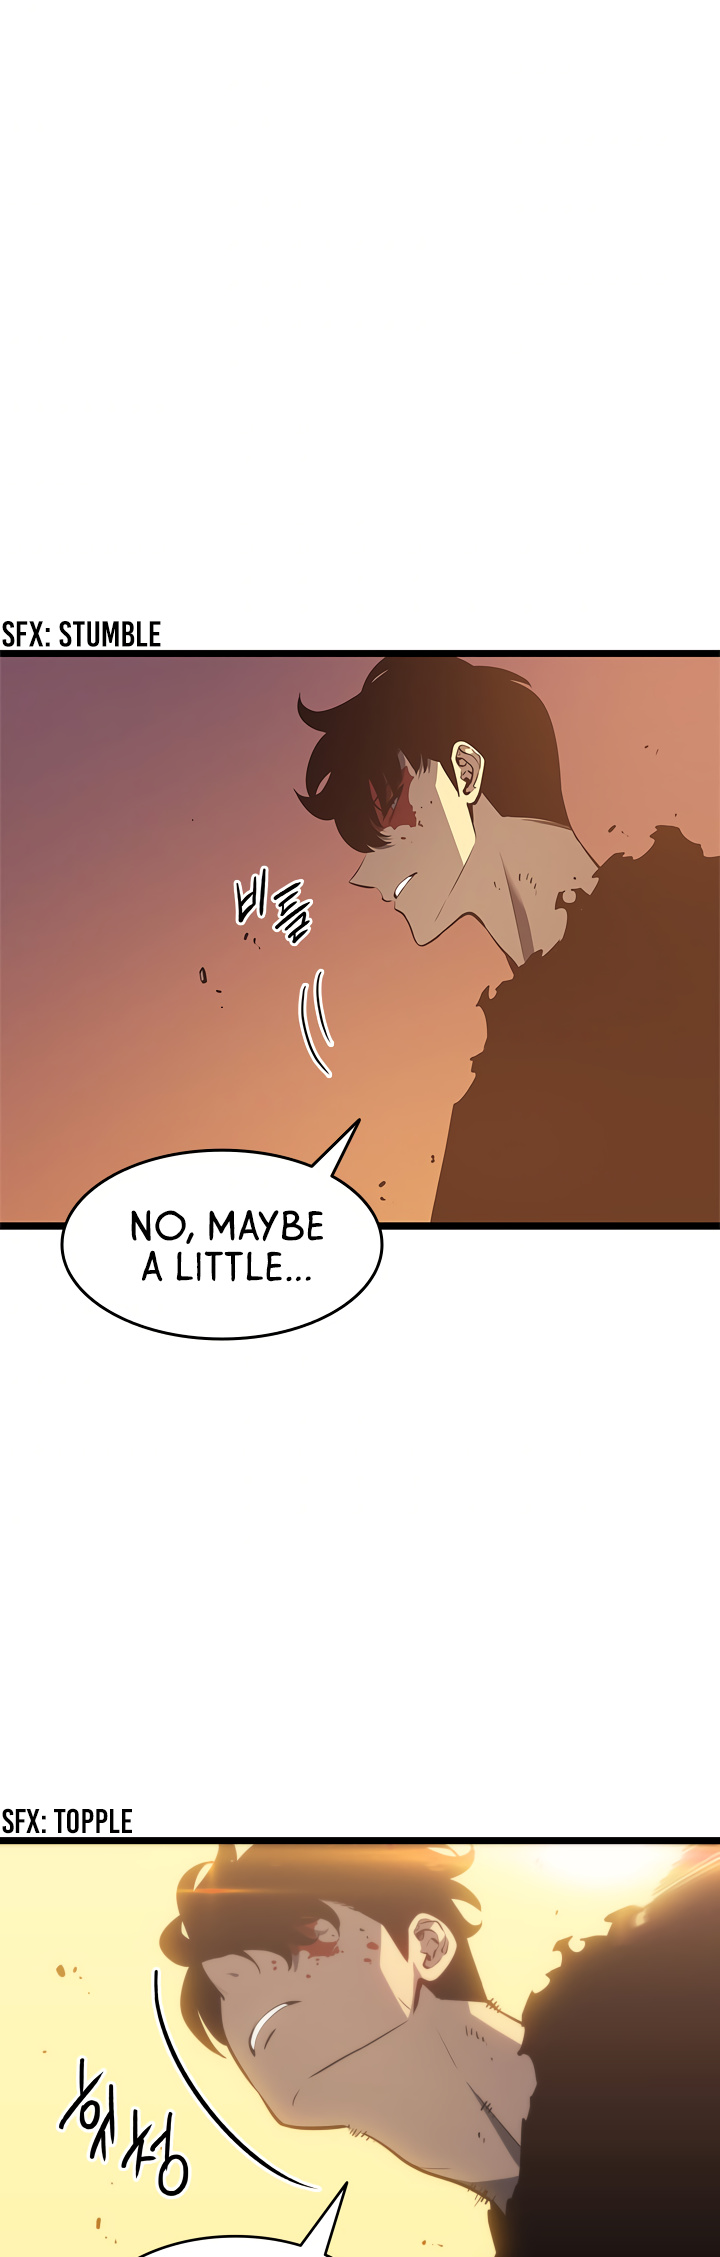 SFX: STUMBLE
비틀
NO, MAYBE
A LITTLE...
SFX: TOPPLE
휘청